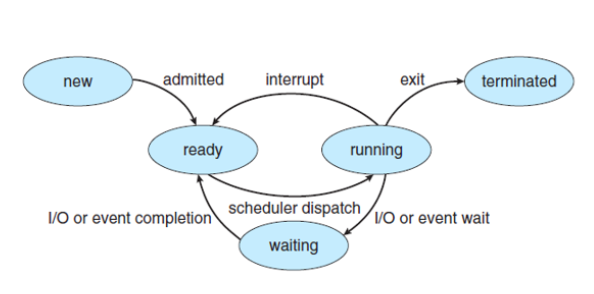 new
admitted
interrupt
exit
terminated
ready
running
scheduler dispatch
I/O or event completion
I/O or event wait
waiting